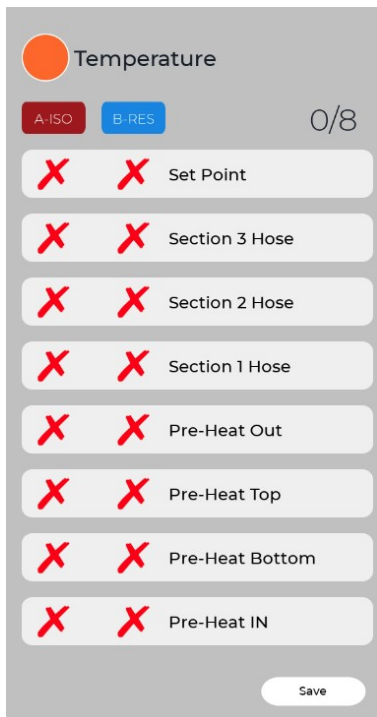 Temperature
A-ISO B-RES 0/8
Set Point
Section 3 Hose
Section 2 Hose
Section 1 Hose
Pre-Heat Out
Pre-Heat Top
Pre-Heat Bottom
Pre-Heat IN
Save